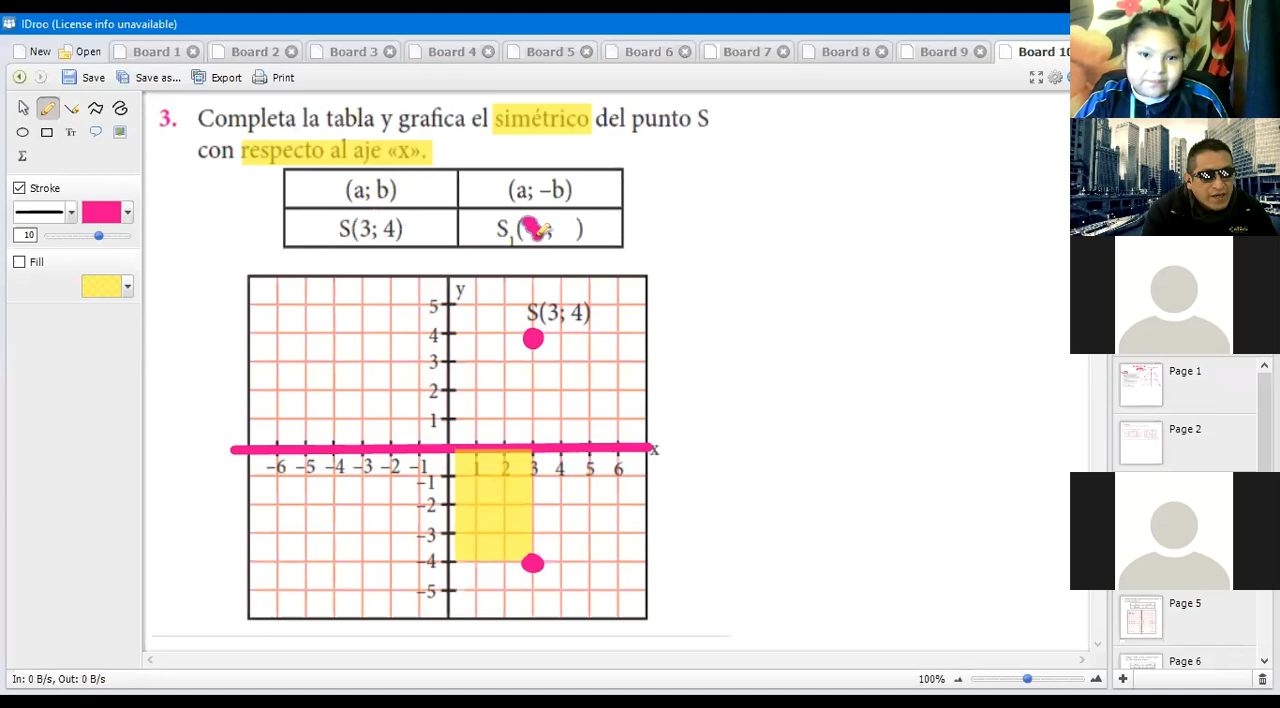 IDroo (License info unavailable)
New Open Board 1 Board 2 Board 3 Board 4 Board 5 Board 6 Board 7 Board 8 Board 9 Board 10
Save Save as... Export Print
Stroke
10
Fill
3. Completa la tabla y grafica el simétrico del punto S
con respecto al aje «x».
(a; b) (a; –b)
S(3; 4) S1( ; )
y
S(3; 4)
5
4
3
2
1
x
–6 –5 –4 –3 –2 –1 1 2 3 4 5 6
–1
–2
–3
–4
–5
Page 1
Page 2
Page 5
Page 6
In: 0 B/s, Out: 0 B/s
100%